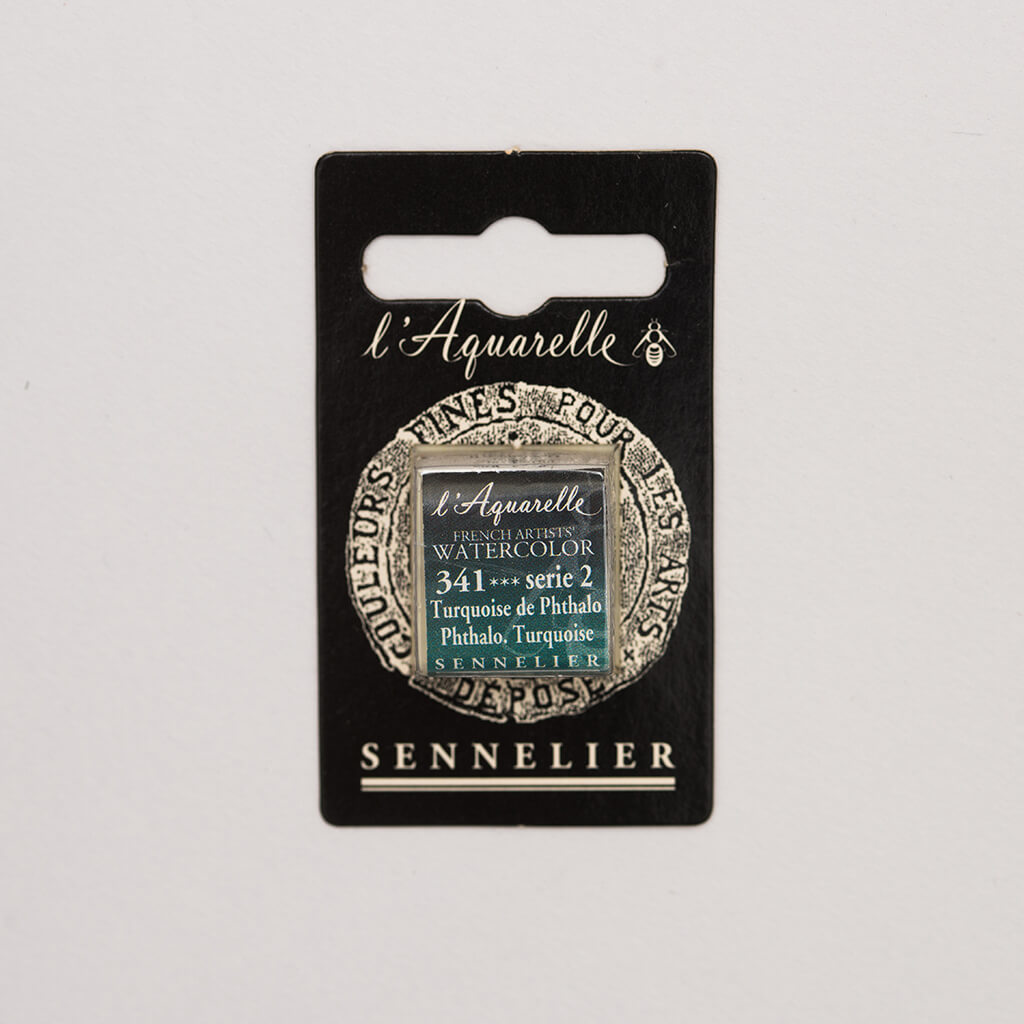 l'Aquarelle
COULEURS FINES POUR LES ARTS
l'Aquarelle
FRENCH ARTISTS'
WATERCOLOR
341*** serie 2
Turquoise de Phthalo
Phthalo. Turquoise
SENNELIER
DÉPOSÉ
SENNELIER